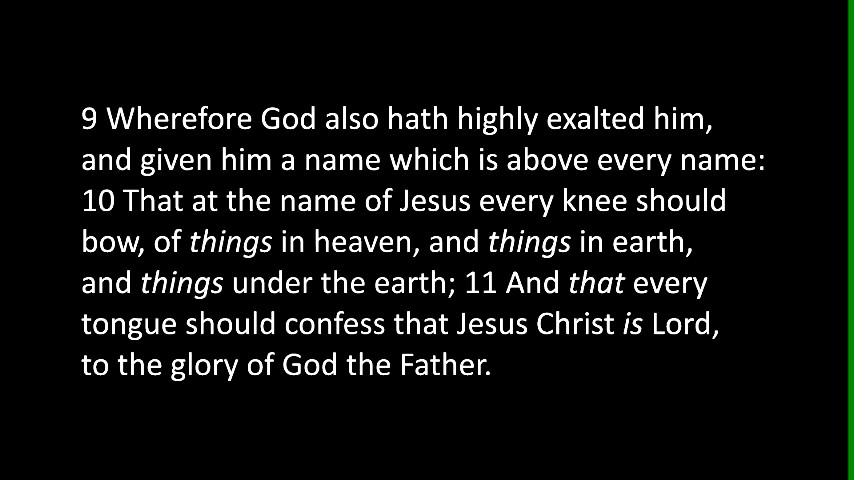 9 Wherefore God also hath highly exalted him,
and given him a name which is above every name:
10 That at the name of Jesus every knee should
bow, of things in heaven, and things in earth,
and things under the earth; 11 And that every
tongue should confess that Jesus Christ is Lord,
to the glory of God the Father.